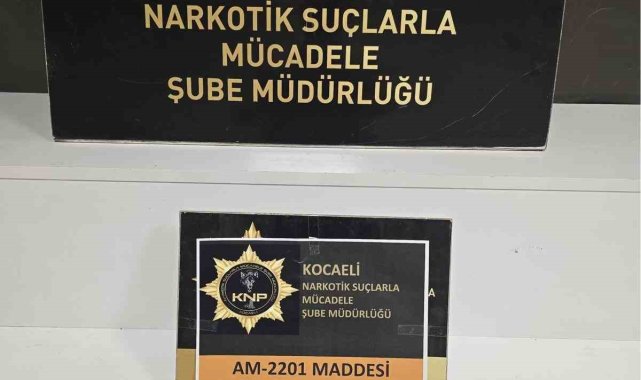 NARKOTİK SUÇLARLA
MÜCADELE
ŞUBE MÜDÜRLÜĞÜ
KOCAELİ
NARKOTİK SUÇLARLA
MÜCADELE
ŞUBE MÜDÜRLÜĞÜ
KNP
AM-2201 MADDESİ